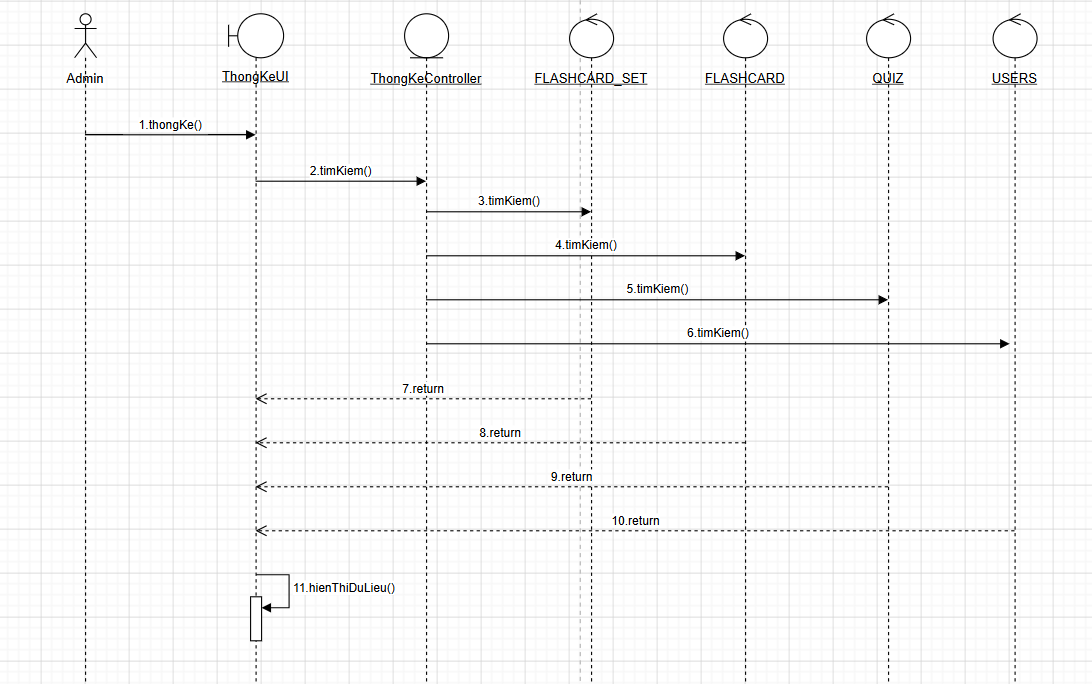 Admin
ThongKeUI
ThongKeController
FLASHCARD_SET
FLASHCARD
QUIZ
USERS
1.thongKe()
2.timKiem()
3.timKiem()
4.timKiem()
5.timKiem()
6.timKiem()
7.return
8.return
9.return
10.return
11.hienThiDuLieu()